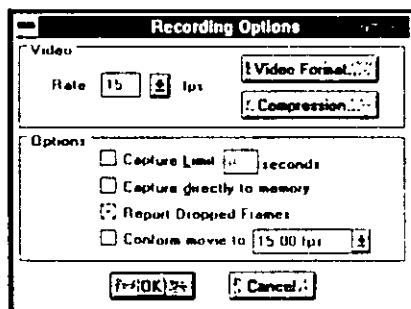 Recording Options
Video
Rate 15 fps
Video Format...
Compression...
Options
Capture Limit seconds
Capture directly to memory
Report Dropped Frames
Conform movie to 15.00 fps
OK
Cancel